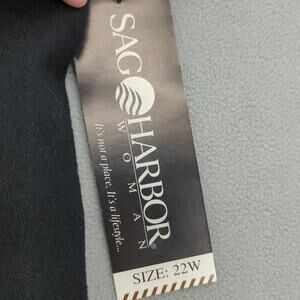 SAG HARBOR®
WOMAN
It's not a place. It's a lifestyle...
SIZE: 22W